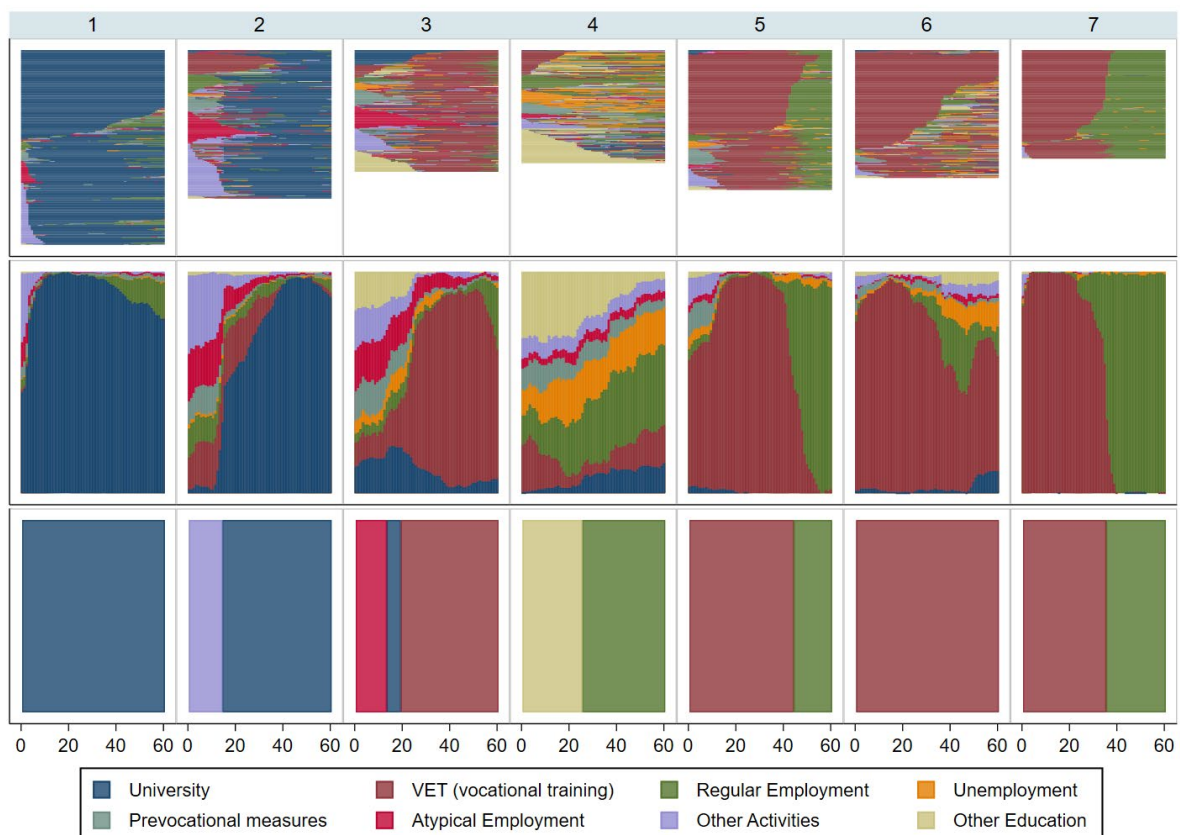 1 2 3 4 5 6 7
0 20 40 60 0 20 40 60 0 20 40 60 0 20 40 60 0 20 40 60 0 20 40 60 0 20 40 60
University VET (vocational training) Regular Employment Unemployment
Prevocational measures Atypical Employment Other Activities Other Education